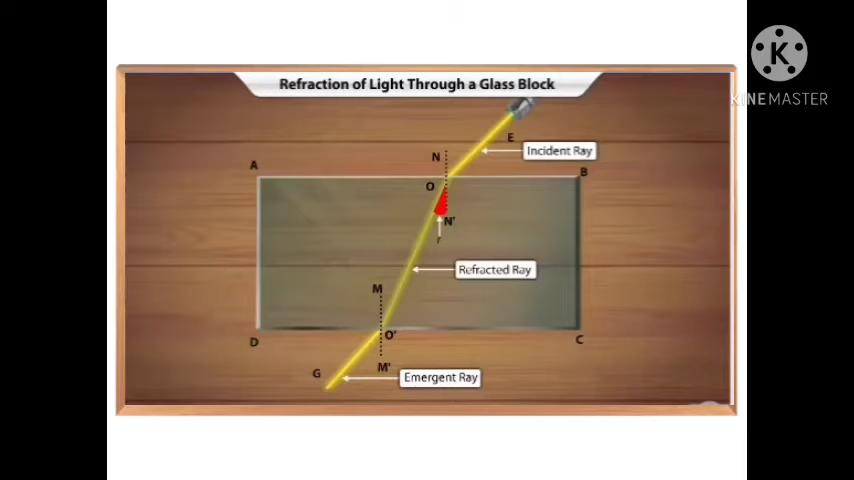 Refraction of Light Through a Glass Block
K
KINEMASTER
E
Incident Ray
N
A
B
O
N'
r
Refracted Ray
M
O'
D
C
M'
G
Emergent Ray